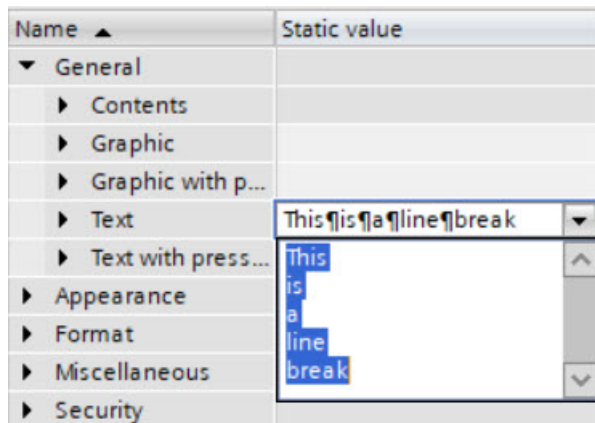 Name Static value
General
Contents
Graphic
Graphic with p...
Text This¶is¶a¶line¶break
Text with press... This
is
Appearance a
Format line
Miscellaneous break
Security